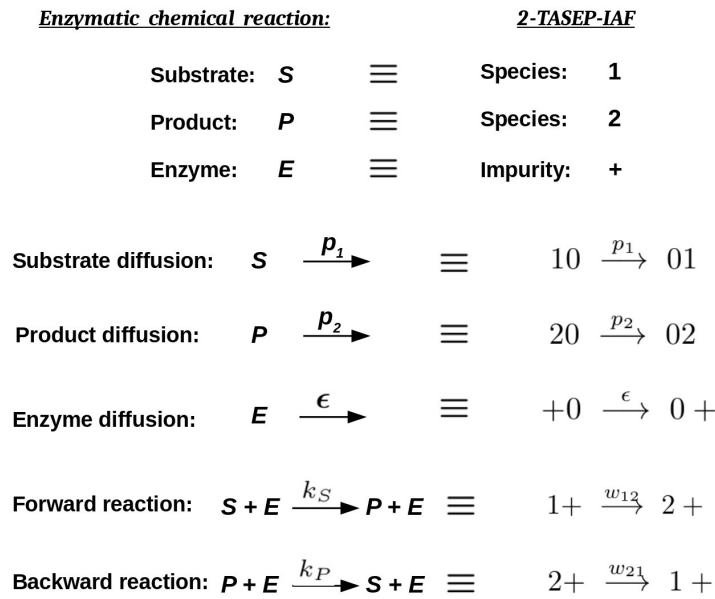 Enzymatic chemical reaction: 2-TASEP-IAF
Substrate: S ≡ Species: 1
Product: P ≡ Species: 2
Enzyme: E ≡ Impurity: +
Substrate diffusion: S p₁ → ≡ 10 p₁ → 01
Product diffusion: P p₂ → ≡ 20 p₂ → 02
Enzyme diffusion: E ϵ → ≡ +0 ϵ → 0 +
Forward reaction: S + E k_S → P + E ≡ 1+ w₁₂ → 2 +
Backward reaction: P + E k_P → S + E ≡ 2+ w₂₁ → 1 +